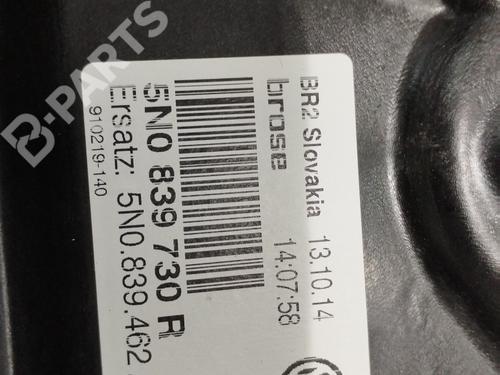 BR2 Slovakia 13.10.14
brose 14:07:58
5N0 839 730 R
Ersatz: 5N0.839.462
910219-140
B-PARTS